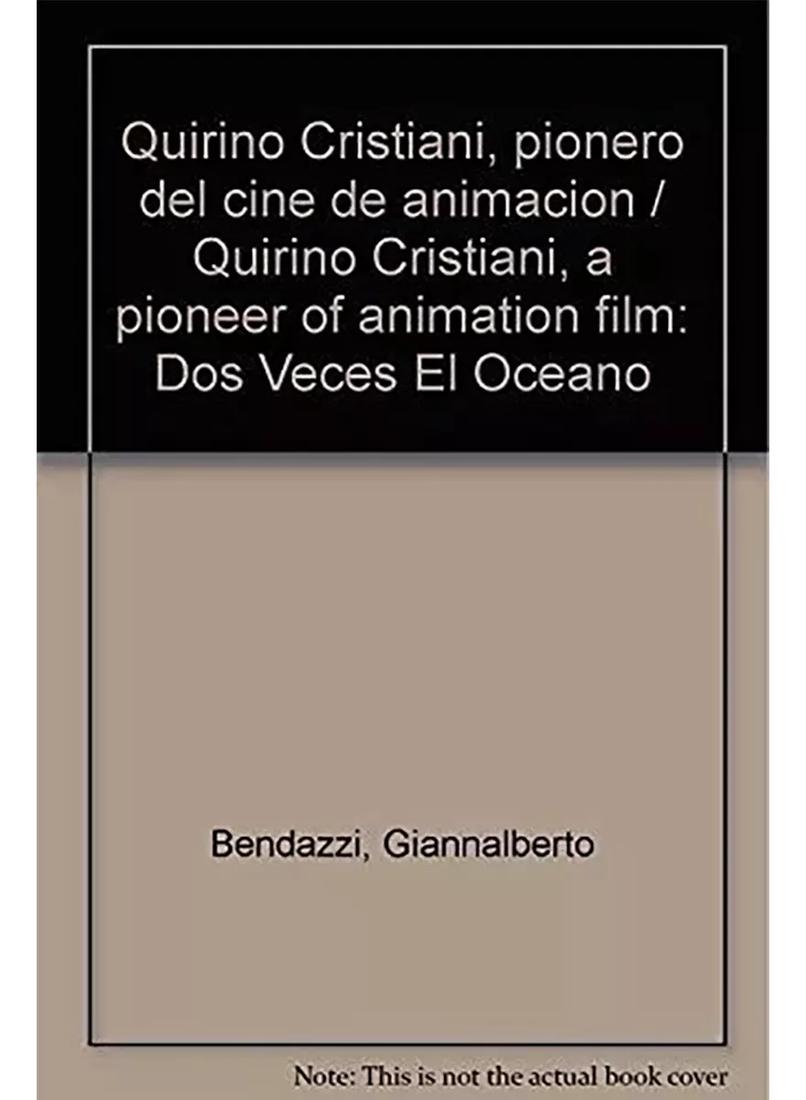 Quirino Cristiani, pionero
del cine de animacion /
Quirino Cristiani, a
pioneer of animation film:
Dos Veces El Oceano
Bendazzi, Giannalberto
Note: This is not the actual book cover